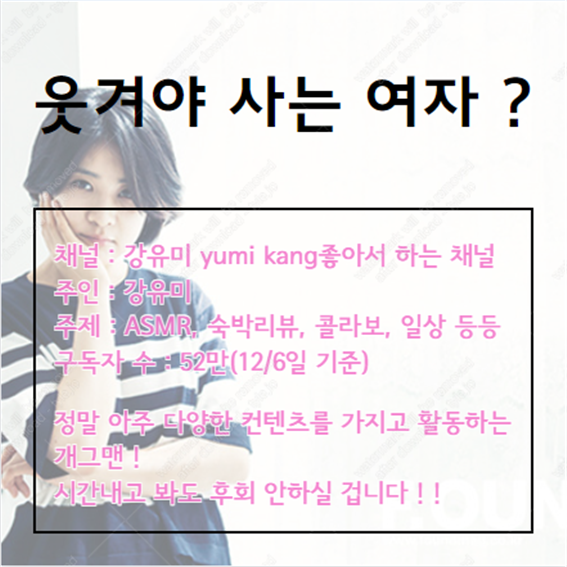 웃겨야 사는 여자 ?
채널 : 강유미 yumi kang좋아서 하는 채널
주인 : 강유미
주제 : ASMR, 숙박리뷰, 콜라보, 일상 등등
구독자 수 : 52만(12/6일 기준)
정말 아주 다양한 컨텐츠를 가지고 활동하는
개그맨 !
시간내고 봐도 후회 안하실 겁니다 ! !